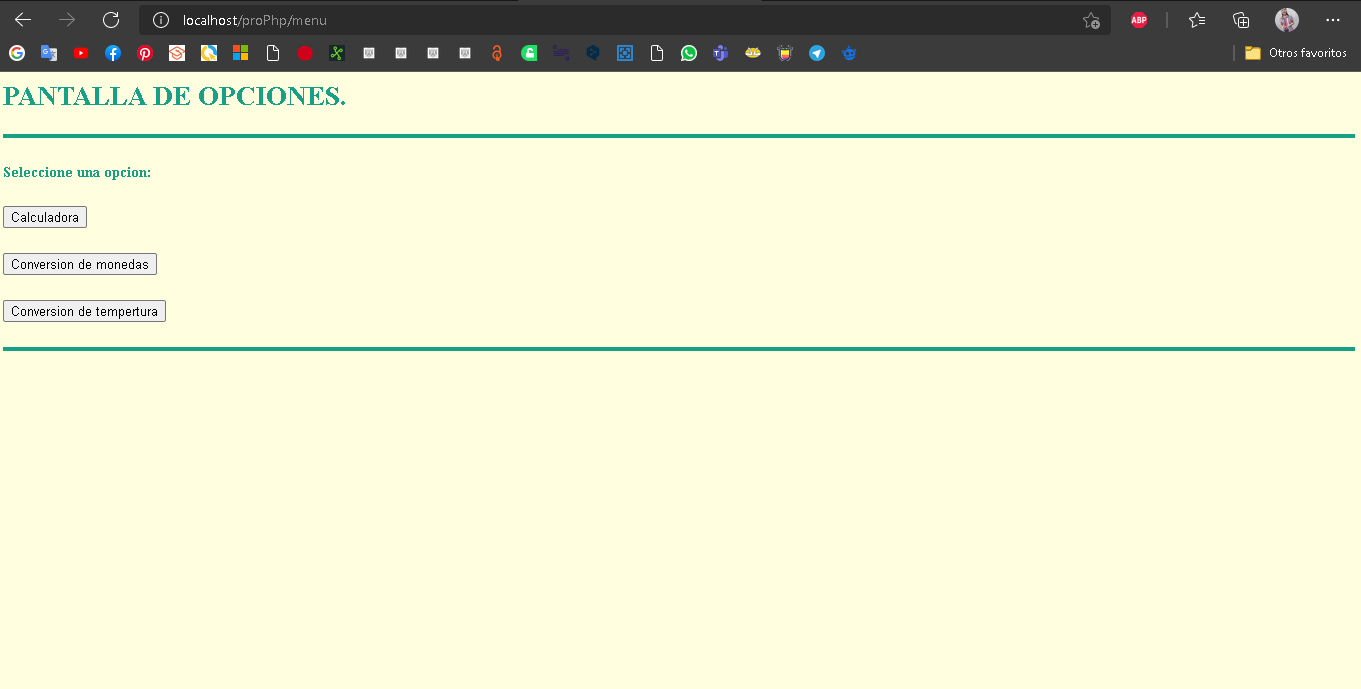 localhost/proPhp/menu
ABP
Otros favoritos
PANTALLA DE OPCIONES.
Seleccione una opcion:
Calculadora
Conversion de monedas
Conversion de tempertura